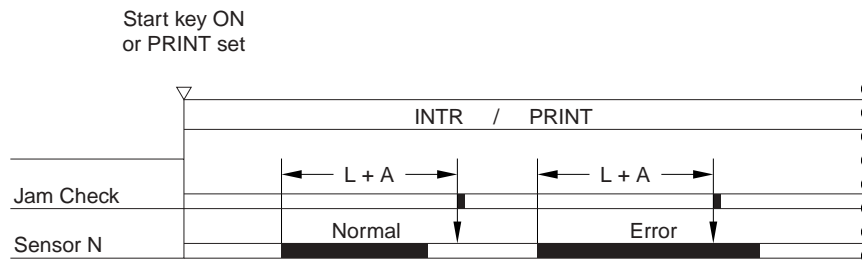 Start key ON
or PRINT set
INTR / PRINT
L + A L + A
Jam Check
Normal Error
Sensor N